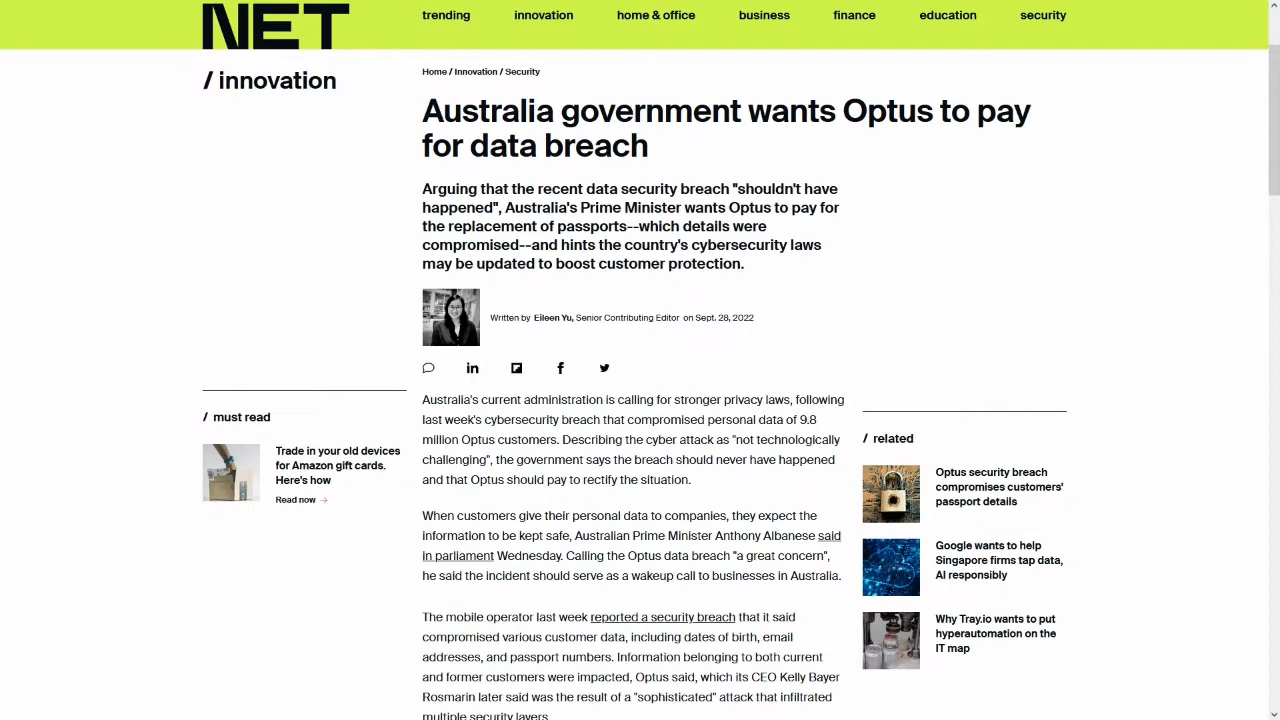 NET
trending innovation home & office business finance education security
/ innovation
Home / Innovation / Security
Australia government wants Optus to pay
for data breach
Arguing that the recent data security breach "shouldn't have
happened", Australia's Prime Minister wants Optus to pay for
the replacement of passports--which details were
compromised--and hints the country's cybersecurity laws
may be updated to boost customer protection.
Written by Eileen Yu, Senior Contributing Editor on Sept. 28, 2022
/ must read
Trade in your old devices
for Amazon gift cards.
Here's how
Read now →
Australia's current administration is calling for stronger privacy laws, following
last week's cybersecurity breach that compromised personal data of 9.8
million Optus customers. Describing the cyber attack as "not technologically
challenging", the government says the breach should never have happened
and that Optus should pay to rectify the situation.
When customers give their personal data to companies, they expect the
information to be kept safe, Australian Prime Minister Anthony Albanese said
in parliament Wednesday. Calling the Optus data breach "a great concern",
he said the incident should serve as a wakeup call to businesses in Australia.
The mobile operator last week reported a security breach that it said
compromised various customer data, including dates of birth, email
addresses, and passport numbers. Information belonging to both current
and former customers were impacted, Optus said, which its CEO Kelly Bayer
Rosmarin later said was the result of a "sophisticated" attack that infiltrated
multiple security layers
/ related
Optus security breach
compromises customers'
passport details
Google wants to help
Singapore firms tap data,
AI responsibly
Why Tray.io wants to put
hyperautomation on the
IT map